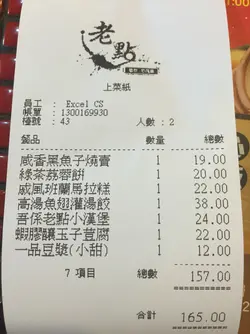 老點
上菜紙
員工 : Excel CS
帳單 : 1300169930
檯號 : 43 人數 : 2
餐品 數量 總數
咸香黑魚子燒賣 1 19.00
綠茶荔蓉餅 1 20.00
威風班蘭馬拉糕 1 22.00
高湯魚翅灌湯餃 1 38.00
吾係老點小漢堡 1 24.00
蝦膠釀玉子荳腐 1 22.00
一品豆漿(小甜) 1 12.00
7 項目 總數 157.00
合計 165.00